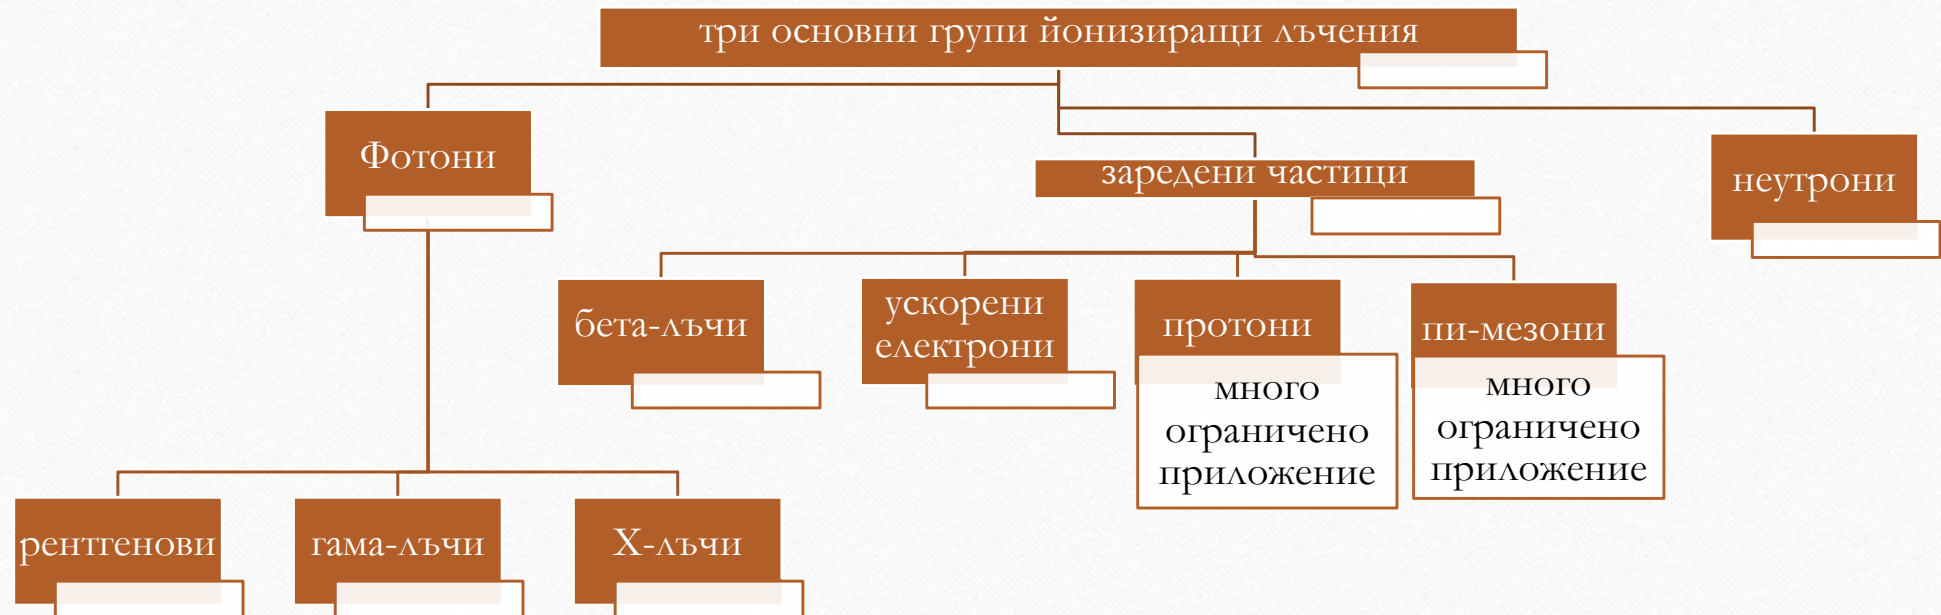 три основни групи йонизиращи лъчения
Фотони
заредени частици
неутрони
бета-лъчи
ускорени
електрони
протони
пи-мезони
много
ограничено
приложение
много
ограничено
приложение
рентгенови
гама-лъчи
Х-лъчи